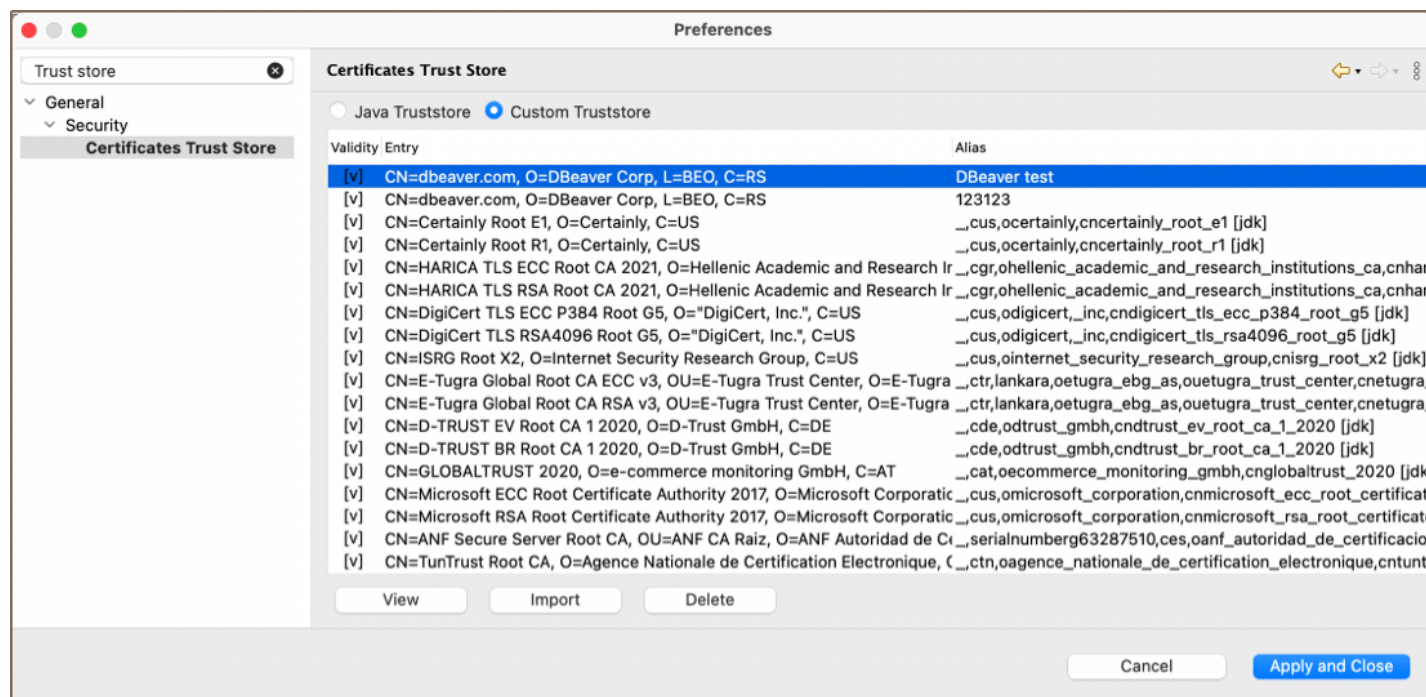 Preferences
Trust store
General
Security
Certificates Trust Store
Certificates Trust Store
Java Truststore Custom Truststore
Validity Entry Alias
[v] CN=dbeaver.com, O=DBeaver Corp, L=BEO, C=RS DBeaver test
[v] CN=dbeaver.com, O=DBeaver Corp, L=BEO, C=RS 123123
[v] CN=Certainly Root E1, O=Certainly, C=US _,cus,ocertainly,cncertainly_root_e1 [jdk]
[v] CN=Certainly Root R1, O=Certainly, C=US _,cus,ocertainly,cncertainly_root_r1 [jdk]
[v] CN=HARICA TLS ECC Root CA 2021, O=Hellenic Academic and Research Ir _,cgr,ohellenic_academic_and_research_institutions_ca,cnhar
[v] CN=HARICA TLS RSA Root CA 2021, O=Hellenic Academic and Research Ir _,cgr,ohellenic_academic_and_research_institutions_ca,cnhar
[v] CN=DigiCert TLS ECC P384 Root G5, O="DigiCert, Inc.", C=US _,cus,odigicert,_inc,cndigicert_tls_ecc_p384_root_g5 [jdk]
[v] CN=DigiCert TLS RSA4096 Root G5, O="DigiCert, Inc.", C=US _,cus,odigicert,_inc,cndigicert_tls_rsa4096_root_g5 [jdk]
[v] CN=ISRG Root X2, O=Internet Security Research Group, C=US _,cus,ointernet_security_research_group,cnisrg_root_x2 [jdk]
[v] CN=E-Tugra Global Root CA ECC v3, OU=E-Tugra Trust Center, O=E-Tugra _,ctr,lankara,oetugra_ebg_as,ouetugra_trust_center,cnetugra,
[v] CN=E-Tugra Global Root CA RSA v3, OU=E-Tugra Trust Center, O=E-Tugra _,ctr,lankara,oetugra_ebg_as,ouetugra_trust_center,cnetugra,
[v] CN=D-TRUST EV Root CA 1 2020, O=D-Trust GmbH, C=DE _,cde,odtrust_gmbh,cndtrust_ev_root_ca_1_2020 [jdk]
[v] CN=D-TRUST BR Root CA 1 2020, O=D-Trust GmbH, C=DE _,cde,odtrust_gmbh,cndtrust_br_root_ca_1_2020 [jdk]
[v] CN=GLOBALTRUST 2020, O=e-commerce monitoring GmbH, C=AT _,cat,oecommerce_monitoring_gmbh,cnglobaltrust_2020 [jdk
[v] CN=Microsoft ECC Root Certificate Authority 2017, O=Microsoft Corporatic _,cus,omicrosoft_corporation,cnmicrosoft_ecc_root_certificat
[v] CN=Microsoft RSA Root Certificate Authority 2017, O=Microsoft Corporatic _,cus,omicrosoft_corporation,cnmicrosoft_rsa_root_certificate
[v] CN=ANF Secure Server Root CA, OU=ANF CA Raiz, O=ANF Autoridad de Ce _,serialnumberg63287510,ces,oanf_autoridad_de_certificacio
[v] CN=TunTrust Root CA, O=Agence Nationale de Certification Electronique, C _,ctn,oagence_nationale_de_certification_electronique,cntunt
View Import Delete
Cancel Apply and Close